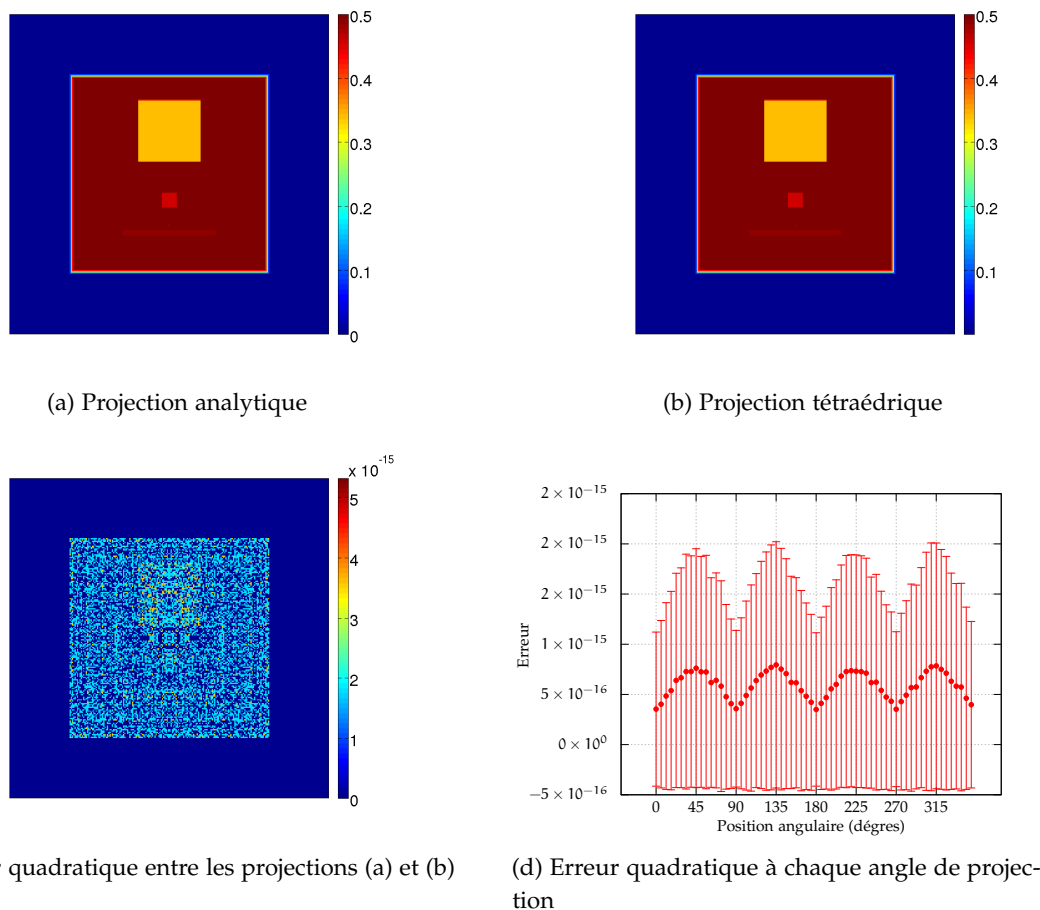 0.5
0.4
0.3
0.2
0.1
0
(a) Projection analytique
0.5
0.4
0.3
0.2
0.1
(b) Projection tétraédrique
x 10^-15
5
4
3
2
1
0
r quadratique entre les projections (a) et (b)
2 × 10^−15
2 × 10^−15
2 × 10^−15
1 × 10^−15
5 × 10^−16
0 × 10^0
−5 × 10^−16
Erreur
0 45 90 135 180 225 270 315
Position angulaire (dégres)
(d) Erreur quadratique à chaque angle de projec-
tion